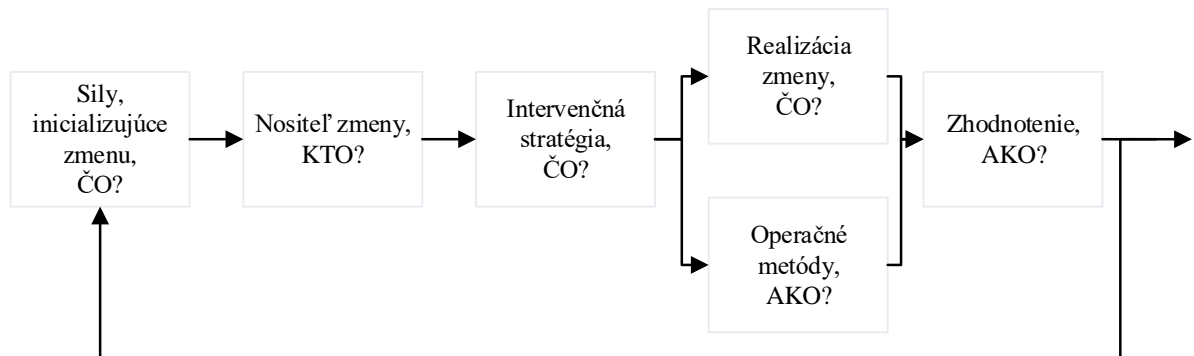 Sily,
inicializujúce
zmenu,
ČO?
Nositeľ zmeny,
KTO?
Intervenčná
stratégia,
ČO?
Realizácia
zmeny,
ČO?
Operačné
metódy,
AKO?
Zhodnotenie,
AKO?